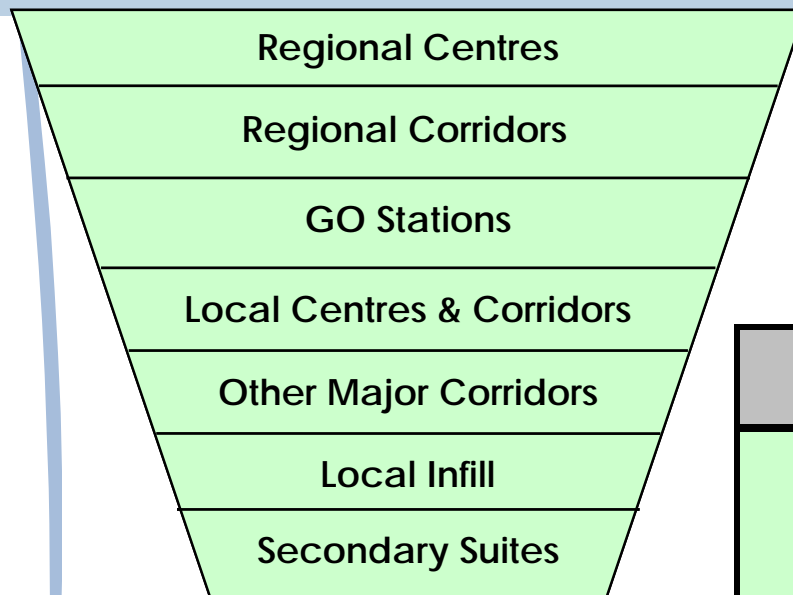 Regional Centres
Regional Corridors
GO Stations
Local Centres & Corridors
Other Major Corridors
Local Infill
Secondary Suites